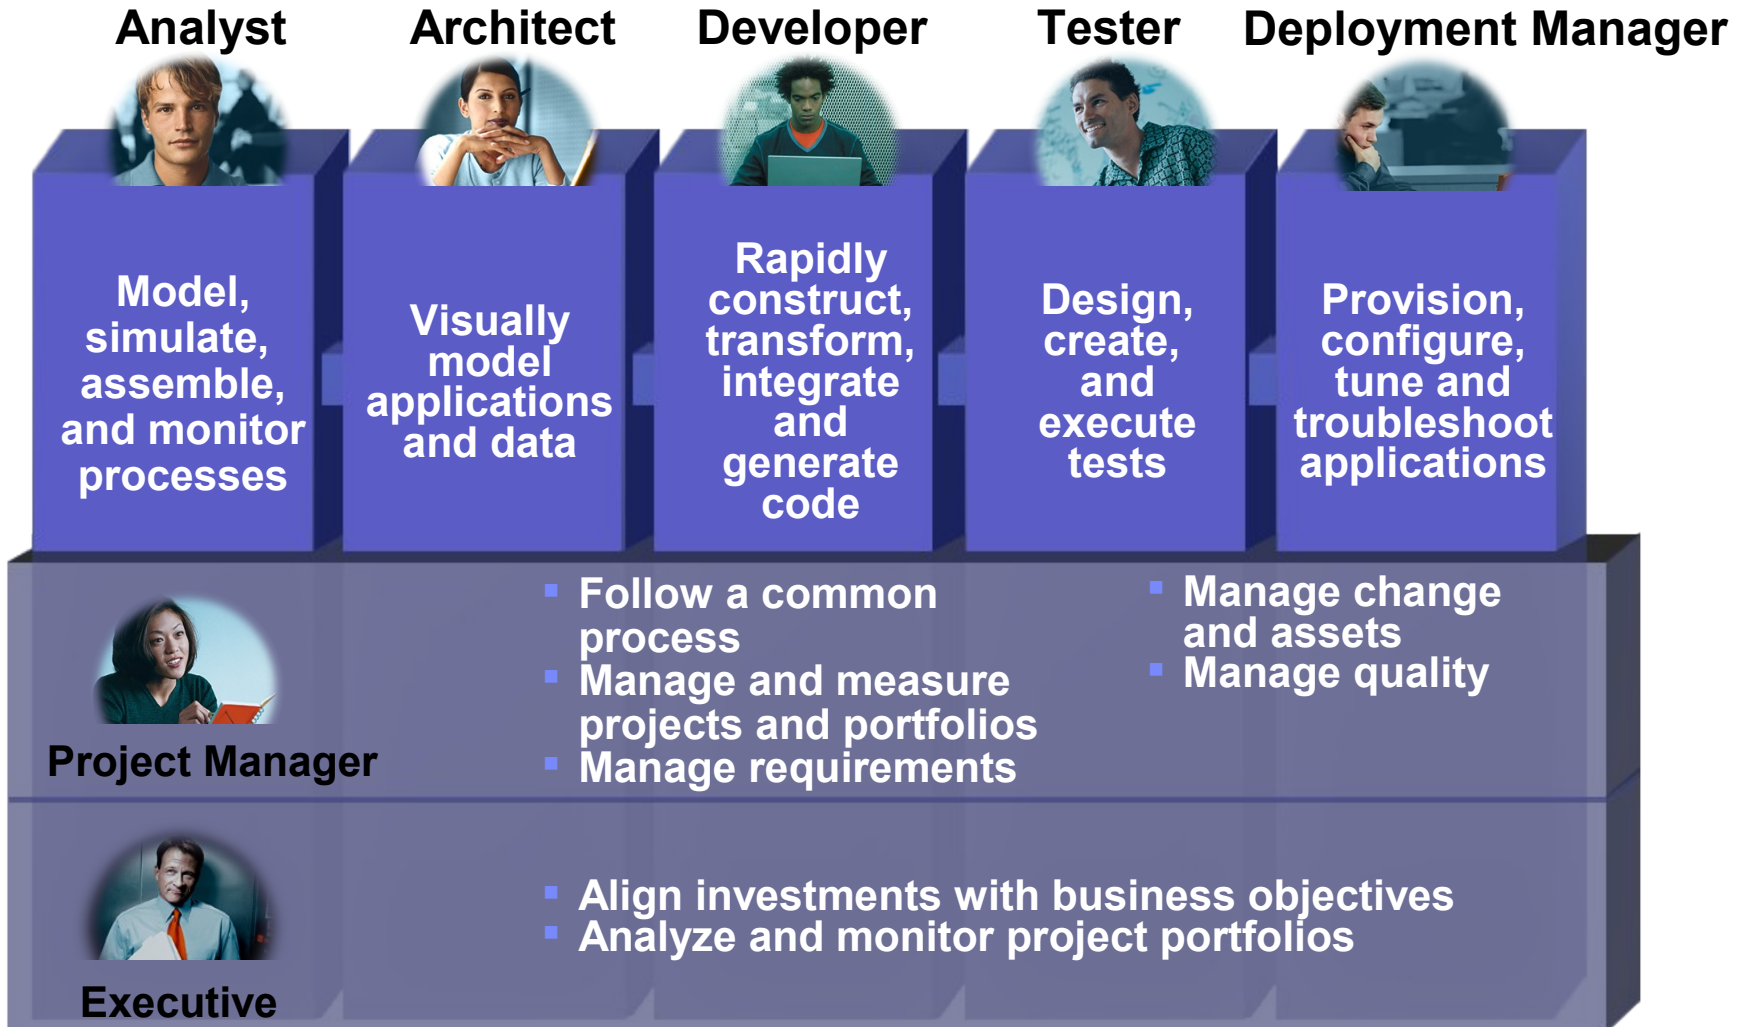 Analyst
Architect
Developer
Tester
Deployment Manager
Model,
simulate,
assemble,
and monitor
processes
Visually
model
applications
and data
Rapidly
construct,
transform,
integrate
and
generate
code
Design,
create,
and
execute
tests
Provision,
configure,
tune and
troubleshoot
applications
Project Manager
▪ Follow a common
process
▪ Manage and measure
projects and portfolios
▪ Manage requirements
▪ Manage change
and assets
▪ Manage quality
Executive
▪ Align investments with business objectives
▪ Analyze and monitor project portfolios